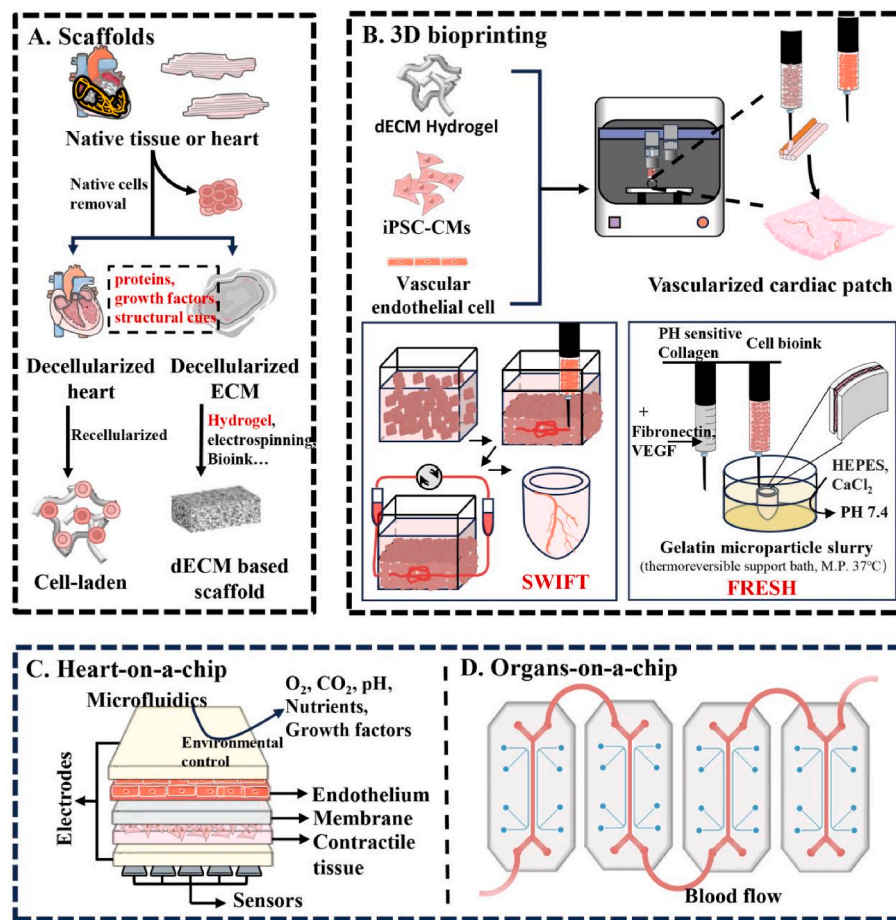 A. Scaffolds
Native tissue or heart
Native cells
removal
proteins,
growth factors,
structural cues
Decellularized
heart
Decellularized
ECM
Recellularized
Hydrogel,
electrospinning,
Bioink…
Cell-laden
dECM based
scaffold
B. 3D bioprinting
dECM Hydrogel
iPSC-CMs
Vascular
endothelial cell
Vascularized cardiac patch
SWIFT
PH sensitive
Collagen
Cell bioink
+
Fibronectin,
VEGF
HEPES,
CaCl₂
PH 7.4
Gelatin microparticle slurry
(thermoreversible support bath, M.P. 37℃)
FRESH
C. Heart-on-a-chip
Microfluidics
O₂, CO₂, pH,
Nutrients,
Growth factors
Environmental
control
Electrodes
Endothelium
Membrane
Contractile
tissue
Sensors
D. Organs-on-a-chip
Blood flow